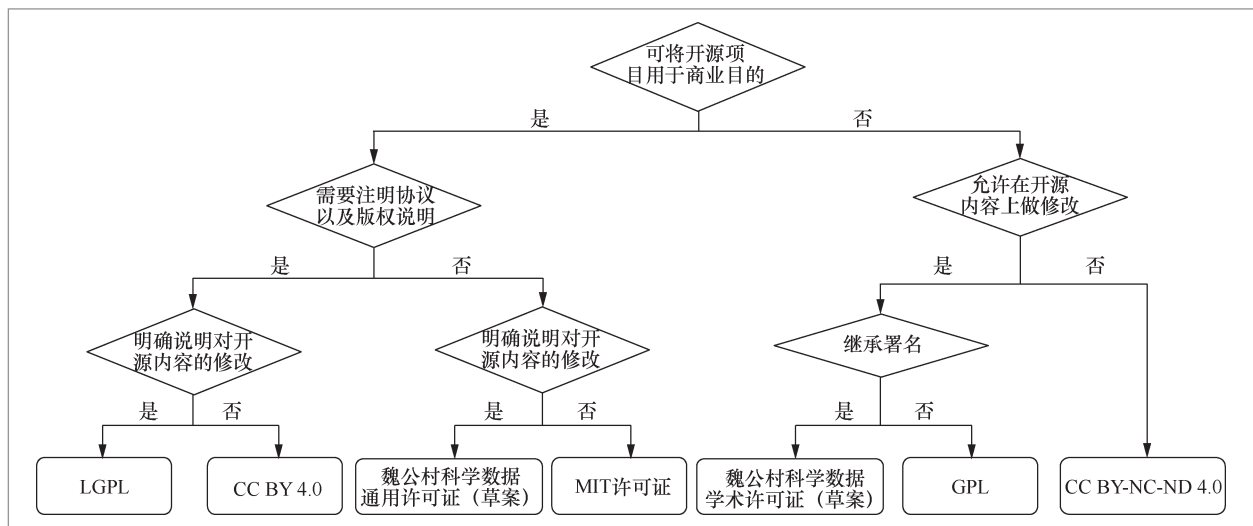 可将开源项
目用于商业目的
是
否
需要注明协议
以及版权说明
允许在开源
内容上做修改
是
否
是
否
明确说明对开
源内容的修改
明确说明对开
源内容的修改
继承署名
是
否
是
否
是
否
LGPL
CC BY 4.0
魏公村科学数据
通用许可证（草案）
MIT许可证
魏公村科学数据
学术许可证（草案）
GPL
CC BY-NC-ND 4.0